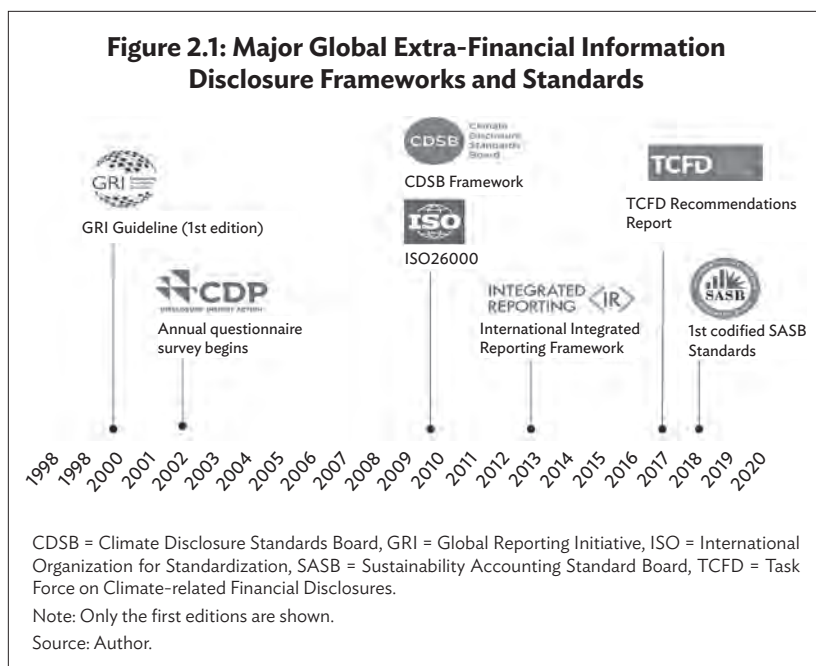 Figure 2.1: Major Global Extra-Financial Information
Disclosure Frameworks and Standards
GRI
GRI Guideline (1st edition)
CDP
DISCLOSURE INSIGHT ACTION
Annual questionnaire
survey begins
CDSB
Climate
Disclosure
Standards
Board
CDSB Framework
ISO
ISO26000
INTEGRATED
REPORTING <IR>
International Integrated
Reporting Framework
TCFD
TCFD Recommendations
Report
SASB
1st codified SASB
Standards
1998
1998
2000
2001
2002
2003
2004
2005
2006
2007
2008
2009
2010
2011
2012
2013
2014
2015
2016
2017
2018
2019
2020
CDSB = Climate Disclosure Standards Board, GRI = Global Reporting Initiative, ISO = International
Organization for Standardization, SASB = Sustainability Accounting Standard Board, TCFD = Task
Force on Climate-related Financial Disclosures.
Note: Only the first editions are shown.
Source: Author.